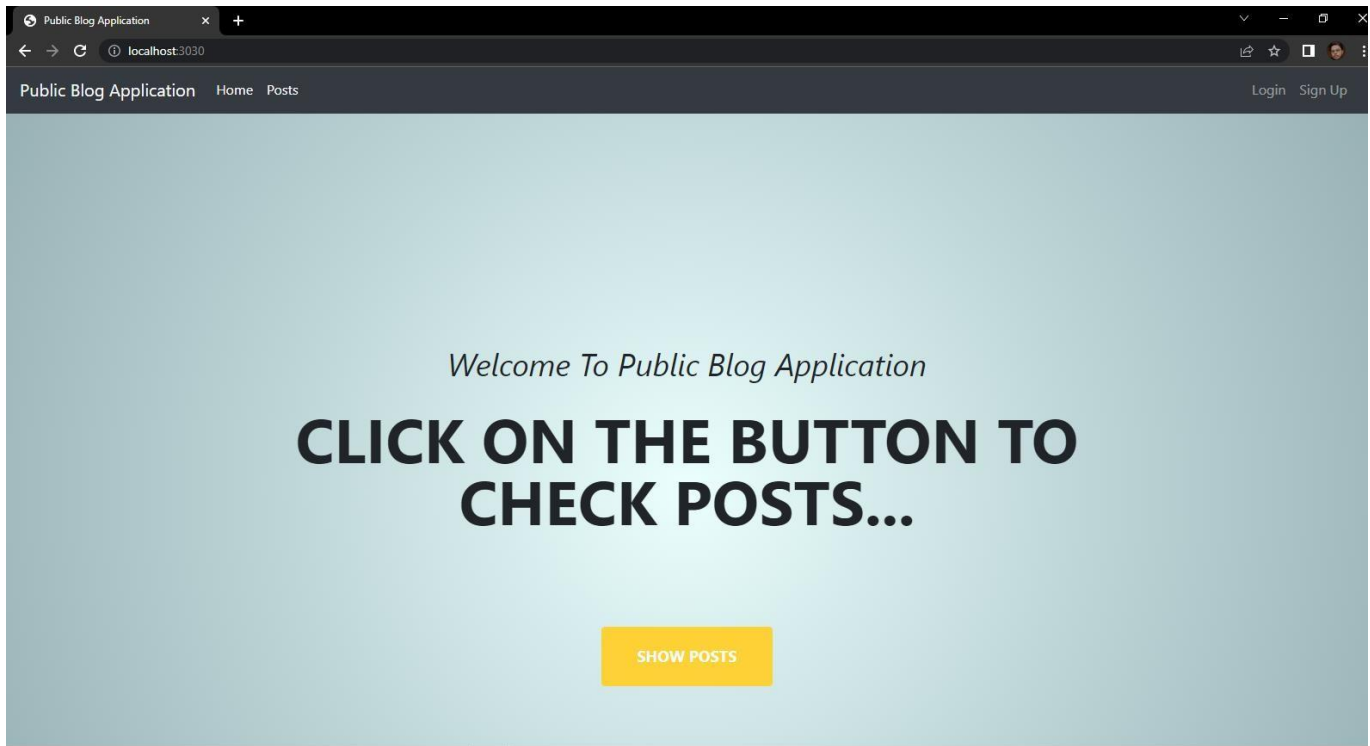 Public Blog Application
localhost:3030
Public Blog Application Home Posts Login Sign Up
Welcome To Public Blog Application
CLICK ON THE BUTTON TO
CHECK POSTS...
SHOW POSTS